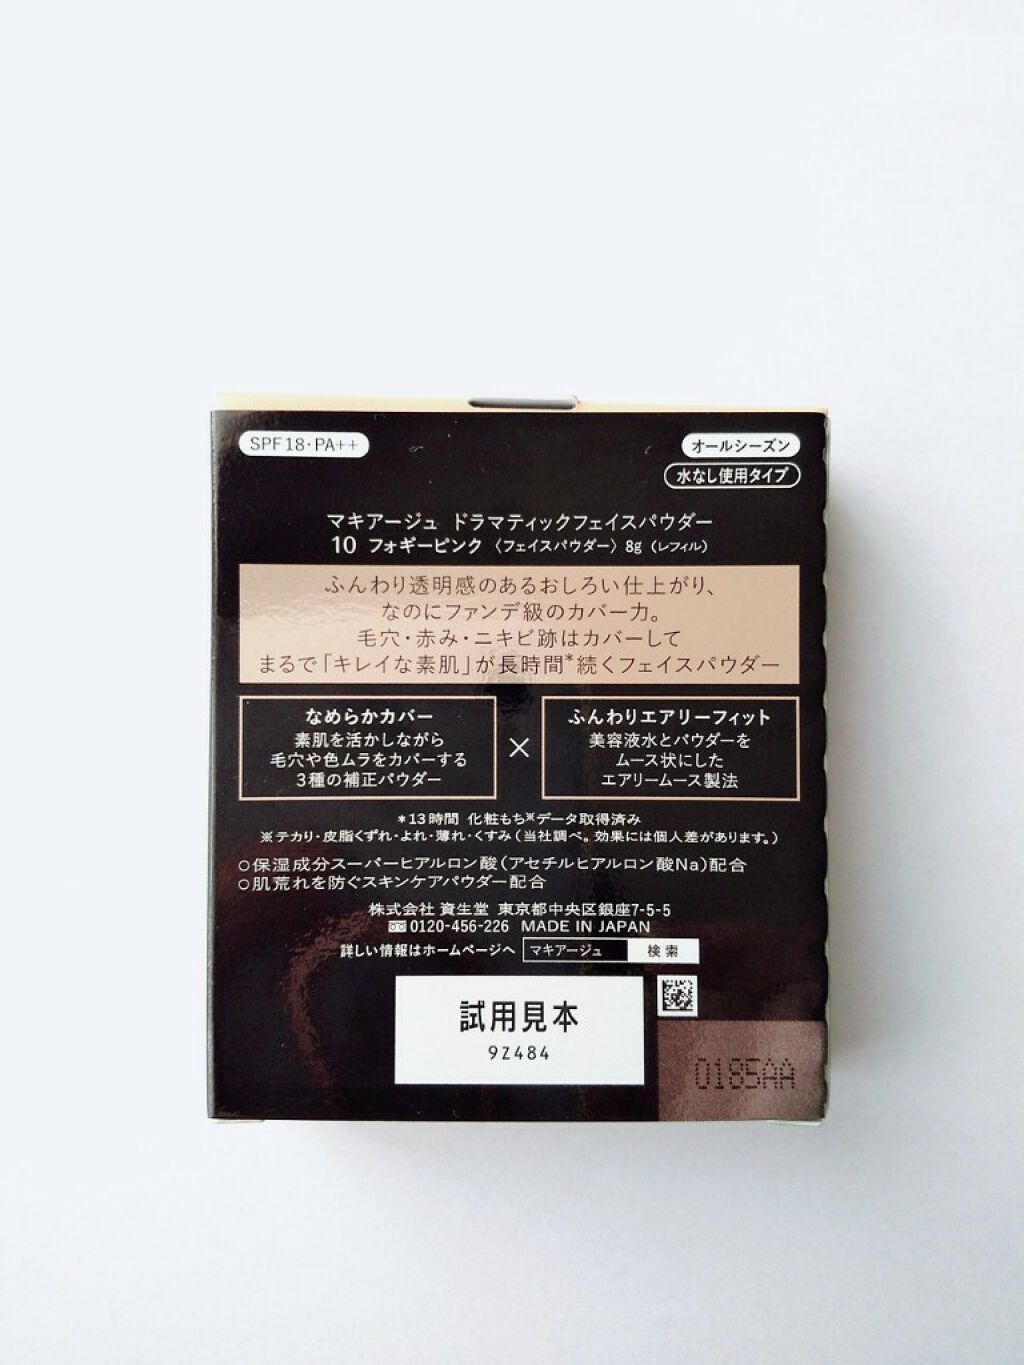 SPF18・PA++
オールシーズン
水なし使用タイプ
マキアージュ ドラマティックフェイスパウダー
10 フォギーピンク 〈フェイスパウダー〉 8g (レフィル)
ふんわり透明感のあるおしろい仕上がり、
なのにファンデ級のカバー力。
毛穴・赤み・ニキビ跡はカバーして
まるで「キレイな素肌」が長時間*続くフェイスパウダー
なめらかカバー
素肌を活かしながら
毛穴や色ムラをカバーする
3種の補正パウダー
×
ふんわりエアリーフィット
美容液水とパウダーを
ムース状にした
エアリームース製法
*13時間 化粧もち※データ取得済み
※テカリ・皮脂くずれ・よれ・薄れ・くすみ(当社調べ。効果には個人差があります。)
○保湿成分スーパーヒアルロン酸(アセチルヒアルロン酸Na)配合
○肌荒れを防ぐスキンケアパウダー配合
株式会社 資生堂 東京都中央区銀座7-5-5
0120-456-226 MADE IN JAPAN
詳しい情報はホームページへ マキアージュ 検索
試用見本
9Z484
0185AA